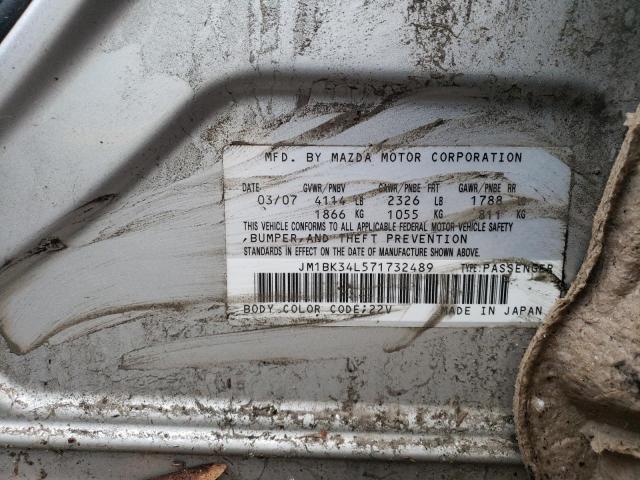 MFD. BY MAZDA MOTOR CORPORATION
DATE GVWR/PNBV GAWR/PNBE FRT GAWR/PNBE RR
03/07 4114 LB 2326 LB 1788 LB
1866 KG 1055 KG 811 KG
THIS VEHICLE CONFORMS TO ALL APPLICABLE FEDERAL MOTOR VEHICLE SAFETY
,BUMPER,AND THEFT PREVENTION
STANDARDS IN EFFECT ON THE DATE OF MANUFACTURE SHOWN ABOVE.
JM1BK34L571732489 TYPE:PASSENGER
BODY COLOR CODE:22V MADE IN JAPAN